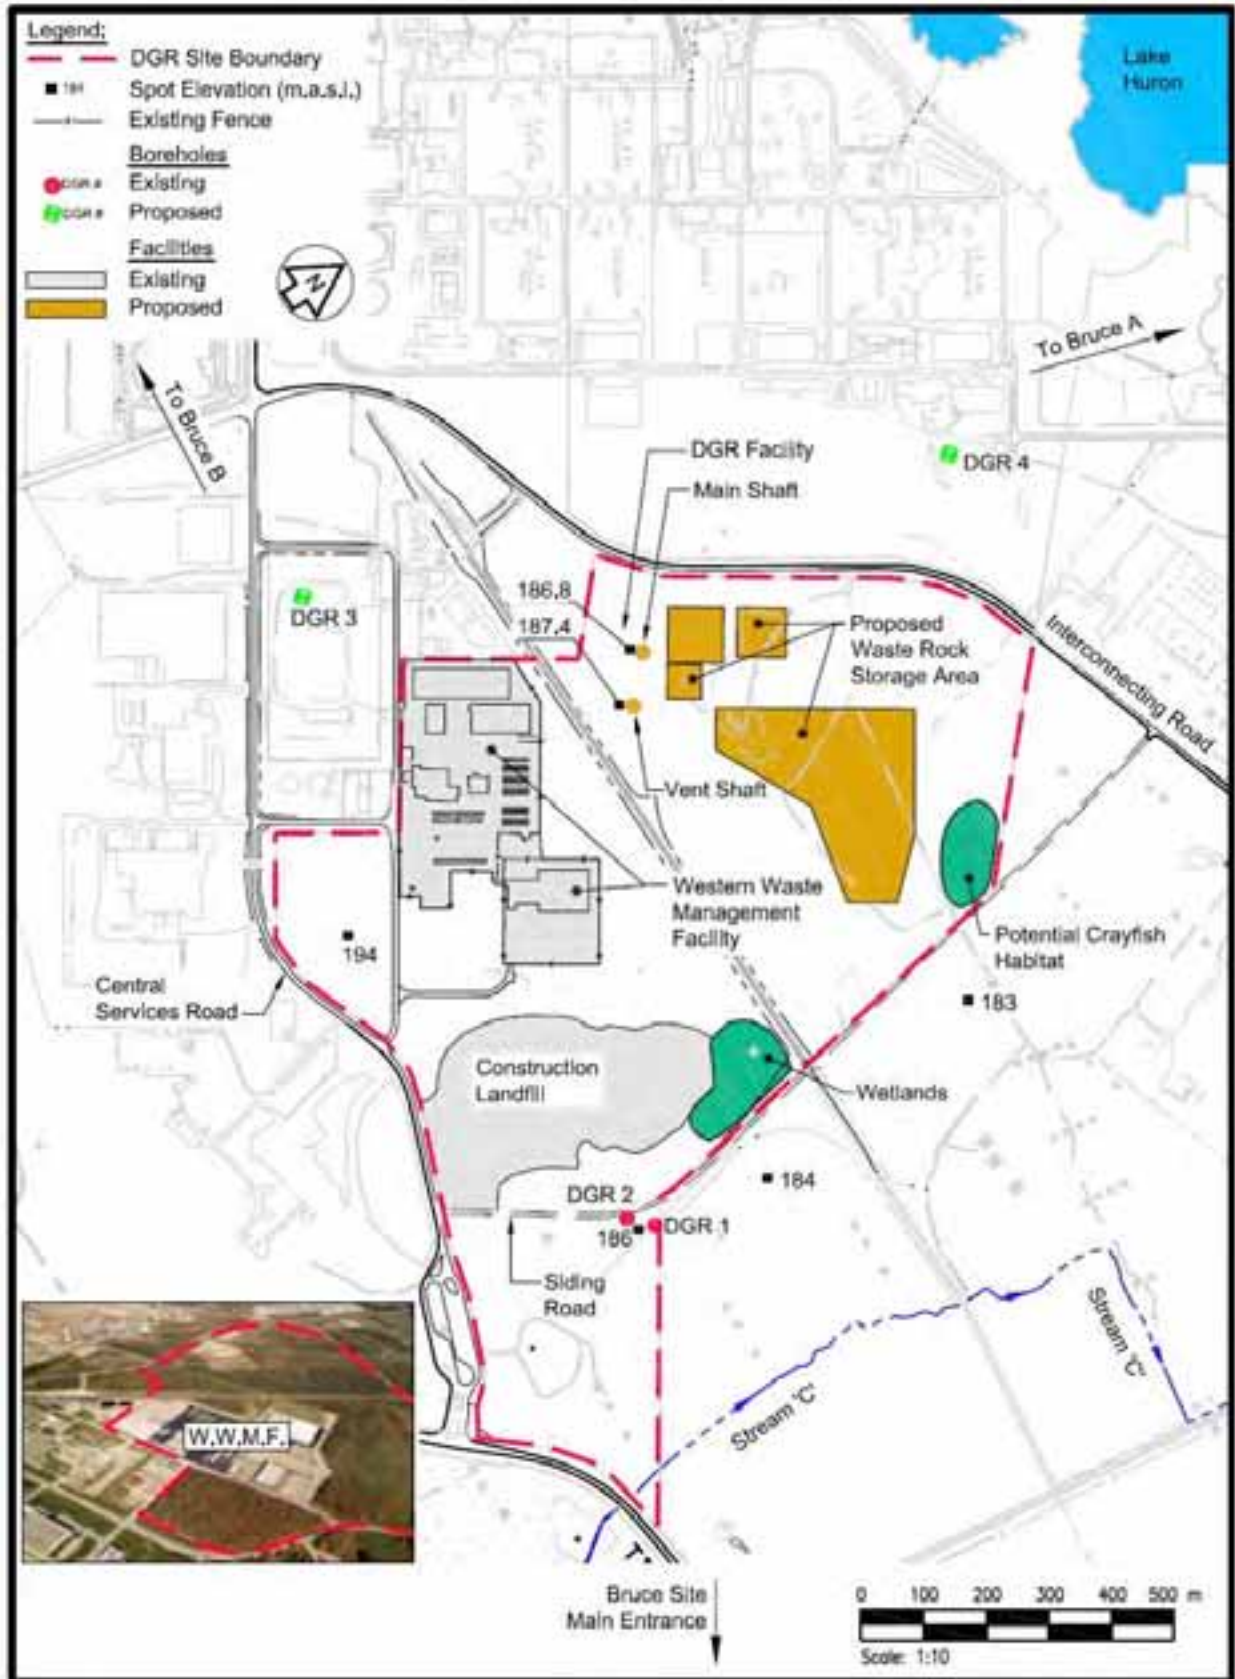 Legend:
DGR Site Boundary
184 Spot Elevation (m.a.s.l.)
Existing Fence
Boreholes
DGR # Existing
DGR # Proposed
Facilities
Existing
Proposed
N
Lake
Huron
To Bruce A
To Bruce B
DGR Facility
Main Shaft
DGR 4
186.8
187.4
DGR 3
Proposed
Waste Rock
Storage Area
Interconnecting Road
Vent Shaft
Western Waste
Management
Facility
Potential Crayfish
Habitat
194
183
Central
Services Road
Construction
Landfill
Wetlands
184
DGR 2
186
DGR 1
Siding
Road
Stream 'C'
Stream 'C'
W.W.M.F.
Bruce Site
Main Entrance
0 100 200 300 400 500 m
Scale: 1:10